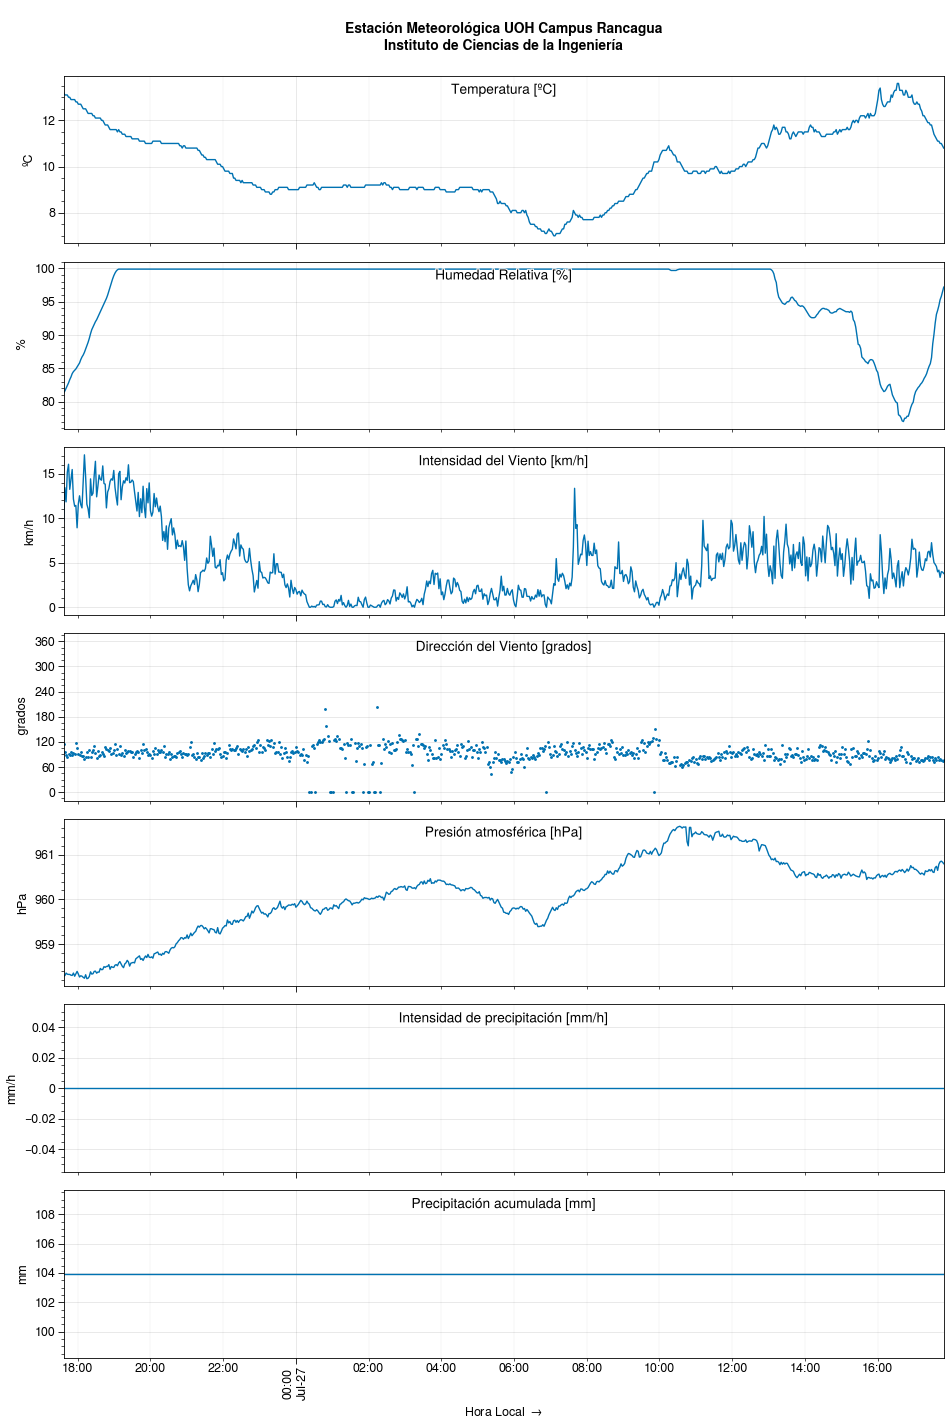 Estación Meteorológica UOH Campus Rancagua
Instituto de Ciencias de la Ingeniería
Temperatura [ºC]
ºC
12
10
8
Humedad Relativa [%]
%
100
95
90
85
80
Intensidad del Viento [km/h]
km/h
15
10
5
0
Dirección del Viento [grados]
grados
360
300
240
180
120
60
0
Presión atmosférica [hPa]
hPa
961
960
959
Intensidad de precipitación [mm/h]
mm/h
0.04
0.02
0
−0.02
−0.04
Precipitación acumulada [mm]
mm
108
106
104
102
100
18:00 20:00 22:00 00:00 02:00 04:00 06:00 08:00 10:00 12:00 14:00 16:00
Jul-27
Hora Local →